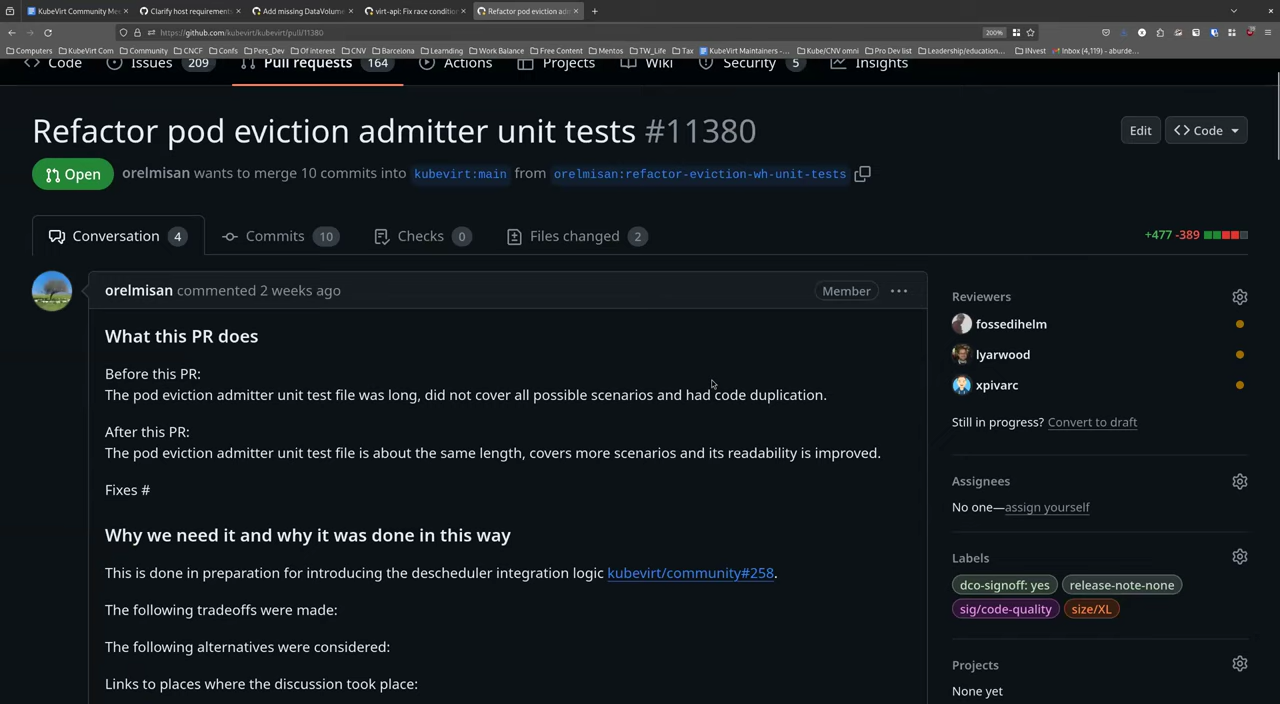 KubeVirt Community Mes
Clarify host requirement
Add missing DataVolume
virt-api: Fix race condition
Refactor pod eviction adm
https://github.com/kubevirt/kubevirt/pull/11380
200%
Computers
KubeVirt Com
Community
CNCF
Confs
Pers_Dev
Of interest
CNV
Barcelona
Learnding
Work Balance
Free Content
Mentos
TW_Life
Tax
KubeVirt Maintainers -...
Kube/CNV omni
Pro Dev list
Leadership/education...
INvest
Inbox (4,119) - aburde...
Code
Issues 209
Pull requests 164
Actions
Projects
Wiki
Security 5
Insights
Refactor pod eviction admitter unit tests #11380
Edit
<> Code
Open
orelmisan wants to merge 10 commits into kubevirt:main from orelmisan:refactor-eviction-wh-unit-tests
Conversation 4
Commits 10
Checks 0
Files changed 2
+477 -389
orelmisan commented 2 weeks ago
Member
What this PR does
Before this PR:
The pod eviction admitter unit test file was long, did not cover all possible scenarios and had code duplication.
After this PR:
The pod eviction admitter unit test file is about the same length, covers more scenarios and its readability is improved.
Fixes #
Why we need it and why it was done in this way
This is done in preparation for introducing the descheduler integration logic kubevirt/community#258.
The following tradeoffs were made:
The following alternatives were considered:
Links to places where the discussion took place:
Reviewers
fossedihelm
lyarwood
xpivarc
Still in progress? Convert to draft
Assignees
No one—assign yourself
Labels
dco-signoff: yes
release-note-none
sig/code-quality
size/XL
Projects
None yet